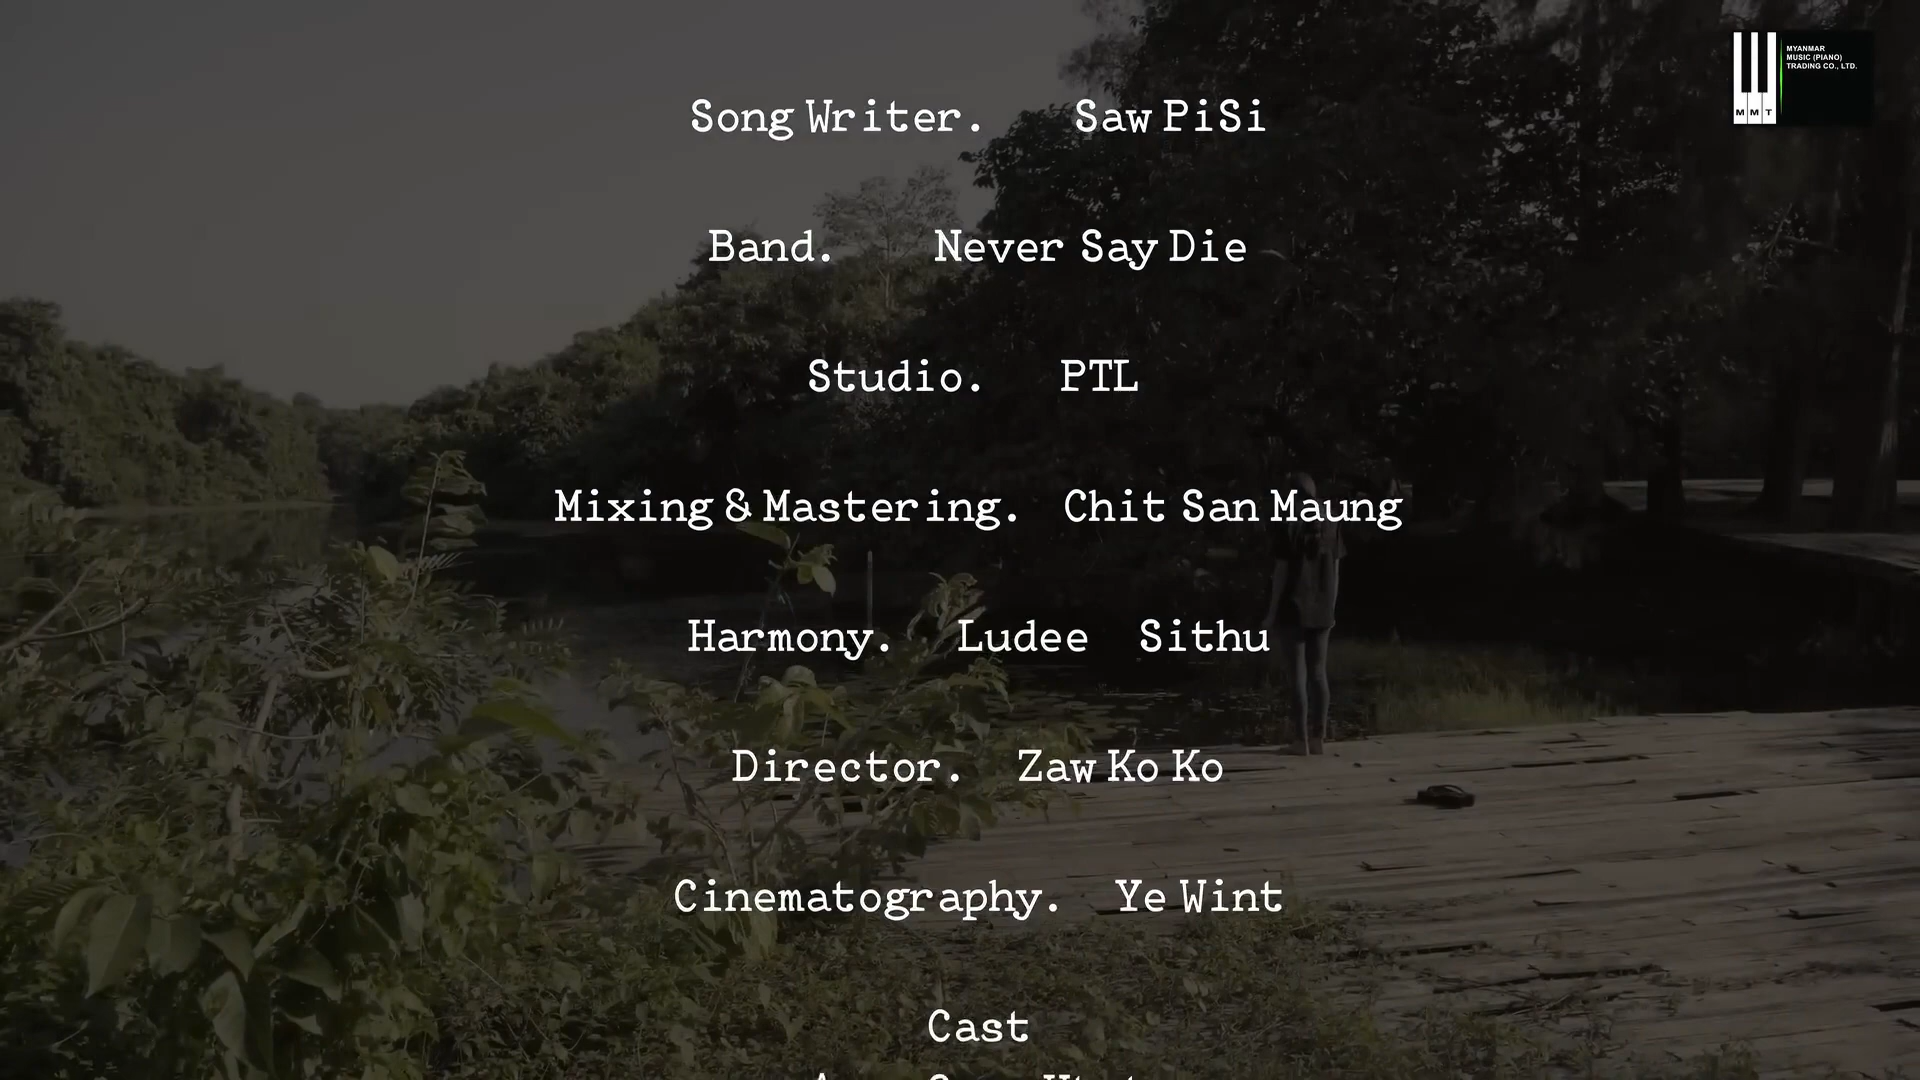 MYANMAR
MUSIC (PIANO)
TRADING CO., LTD.
M M T
Song Writer. Saw PiSi
Band. Never Say Die
Studio. PTL
Mixing & Mastering. Chit San Maung
Harmony. Ludee Sithu
Director. Zaw Ko Ko
Cinematography. Ye Wint
Cast